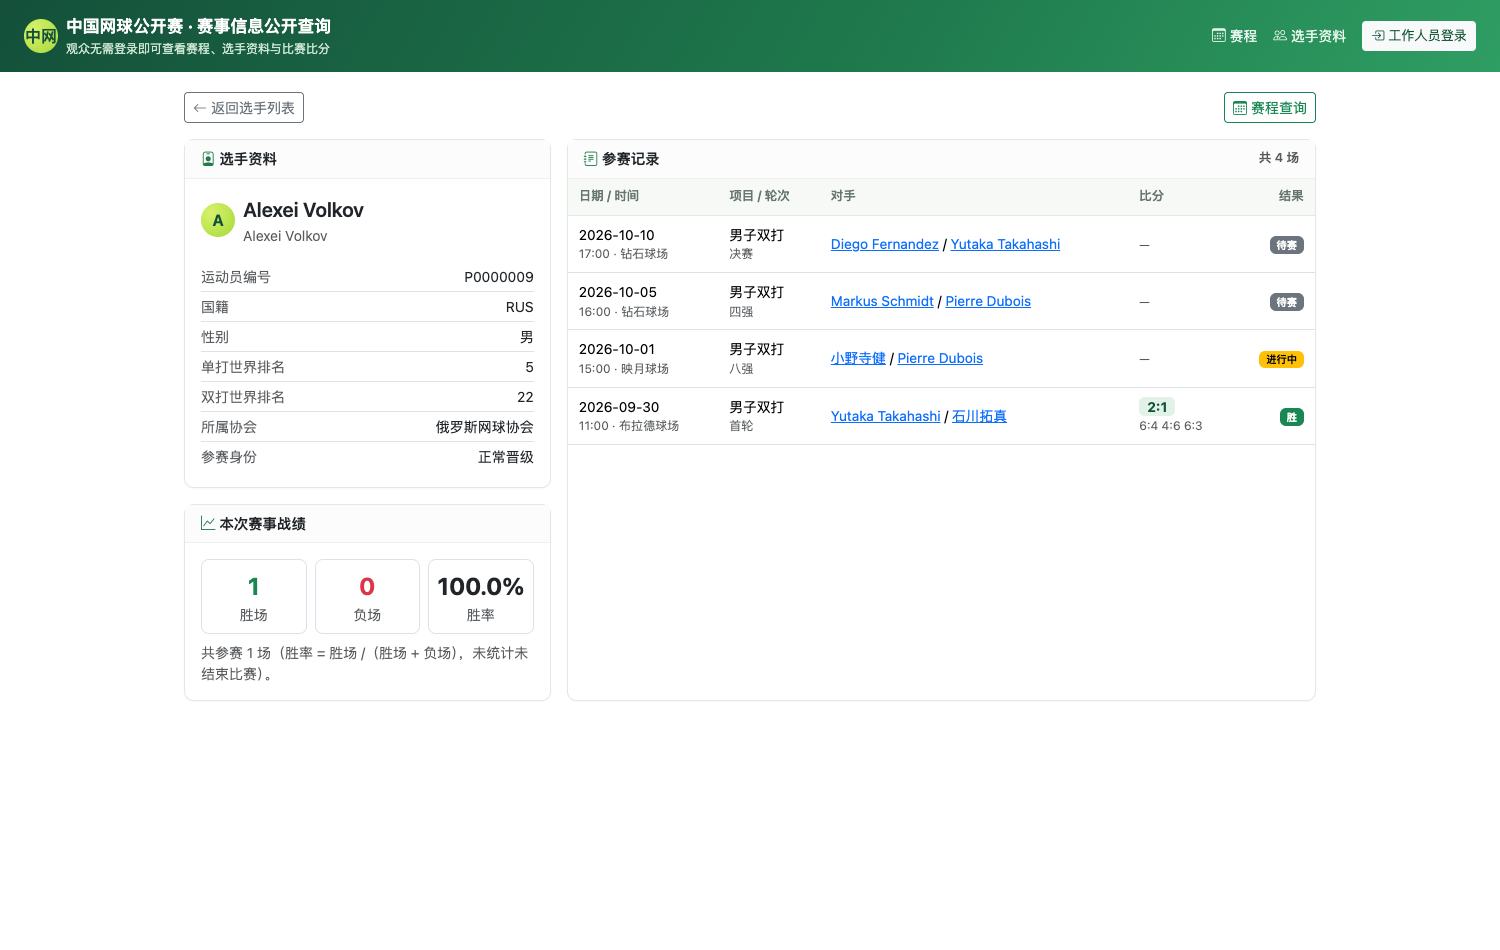 中网
中国网球公开赛 · 赛事信息公开查询
观众无需登录即可查看赛程、选手资料与比赛比分
赛程
选手资料
工作人员登录
← 返回选手列表
赛程查询
选手资料
A
Alexei Volkov
Alexei Volkov
运动员编号 P0000009
国籍 RUS
性别 男
单打世界排名 5
双打世界排名 22
所属协会 俄罗斯网球协会
参赛身份 正常晋级
本次赛事战绩
1 胜场
0 负场
100.0% 胜率
共参赛 1 场（胜率 = 胜场 /（胜场 + 负场），未统计未
结束比赛）。
参赛记录 共 4 场
日期 / 时间 项目 / 轮次 对手 比分 结果
2026-10-10 男子双打 Diego Fernandez / Yutaka Takahashi — 待赛
17:00 · 钻石球场 决赛
2026-10-05 男子双打 Markus Schmidt / Pierre Dubois — 待赛
16:00 · 钻石球场 四强
2026-10-01 男子双打 小野寺健 / Pierre Dubois — 进行中
15:00 · 映月球场 八强
2026-09-30 男子双打 Yutaka Takahashi / 石川拓真 2:1 胜
11:00 · 布拉德球场 首轮 6:4 4:6 6:3